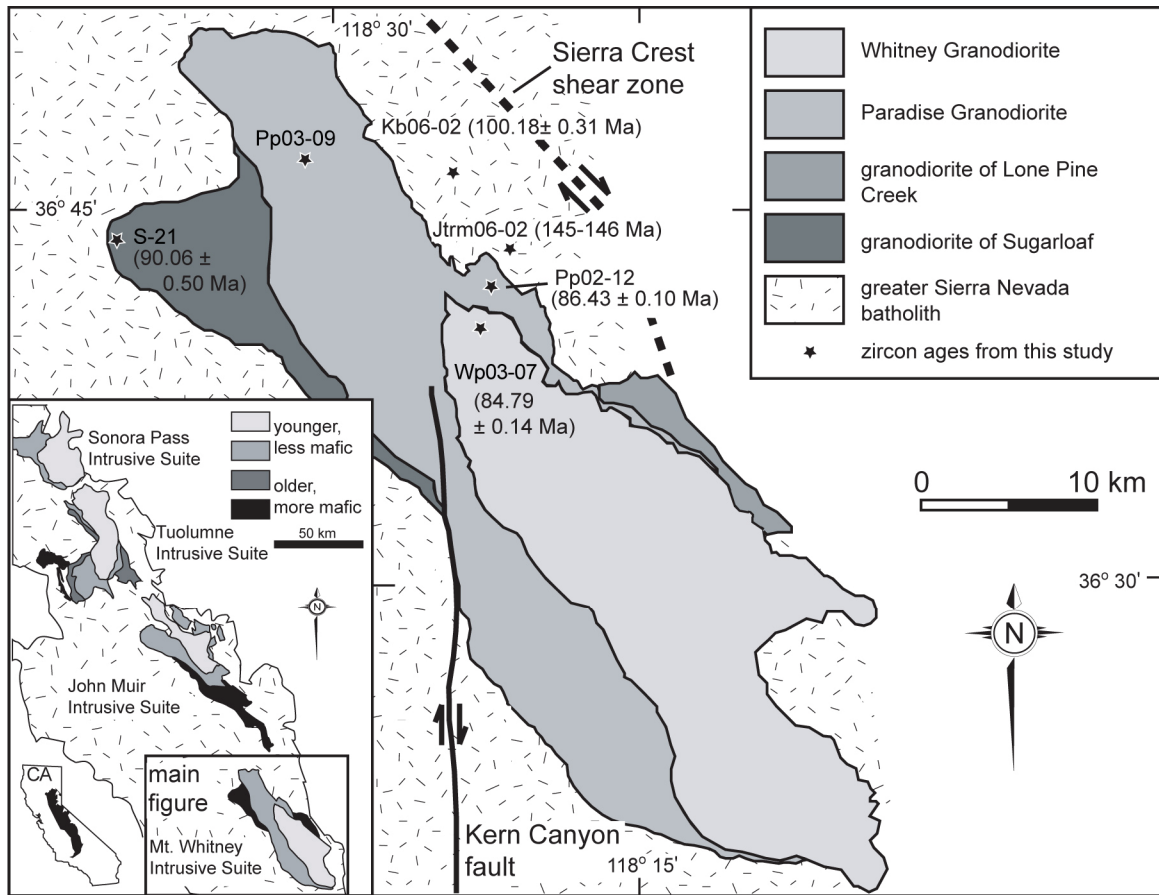 118° 30'
Sierra Crest
shear zone
Kb06-02 (100.18± 0.31 Ma)
Pp03-09
36° 45'
S-21
(90.06 ±
0.50 Ma)
Jtrm06-02 (145-146 Ma)
Pp02-12
(86.43 ± 0.10 Ma)
Wp03-07
(84.79
± 0.14 Ma)
Whitney Granodiorite
Paradise Granodiorite
granodiorite of Lone Pine
Creek
granodiorite of Sugarloaf
greater Sierra Nevada
batholith
zircon ages from this study
0 10 km
36° 30'
N
Kern Canyon
fault
118° 15'
Sonora Pass
Intrusive Suite
younger,
less mafic
older,
more mafic
50 km
Tuolumne
Intrusive Suite
N
John Muir
Intrusive Suite
CA
main
figure
Mt. Whitney
Intrusive Suite